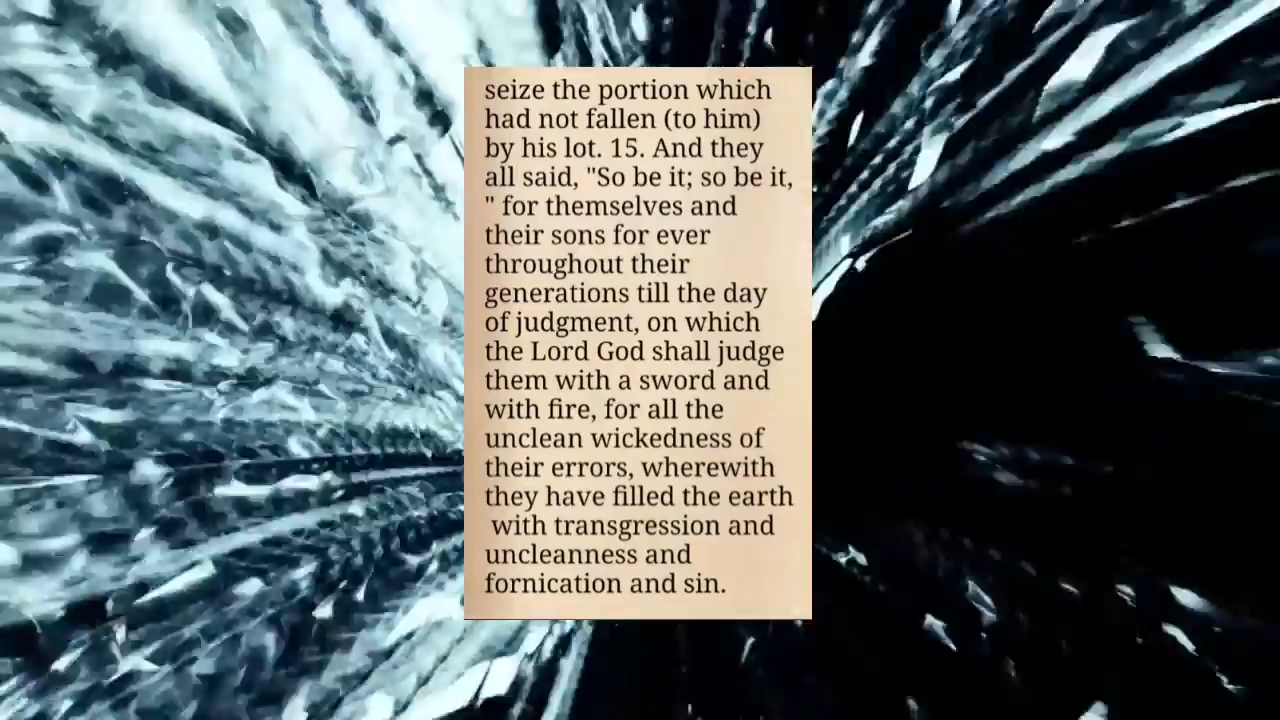 seize the portion which
had not fallen (to him)
by his lot. 15. And they
all said, "So be it; so be it,
" for themselves and
their sons for ever
throughout their
generations till the day
of judgment, on which
the Lord God shall judge
them with a sword and
with fire, for all the
unclean wickedness of
their errors, wherewith
they have filled the earth
with transgression and
uncleanness and
fornication and sin.